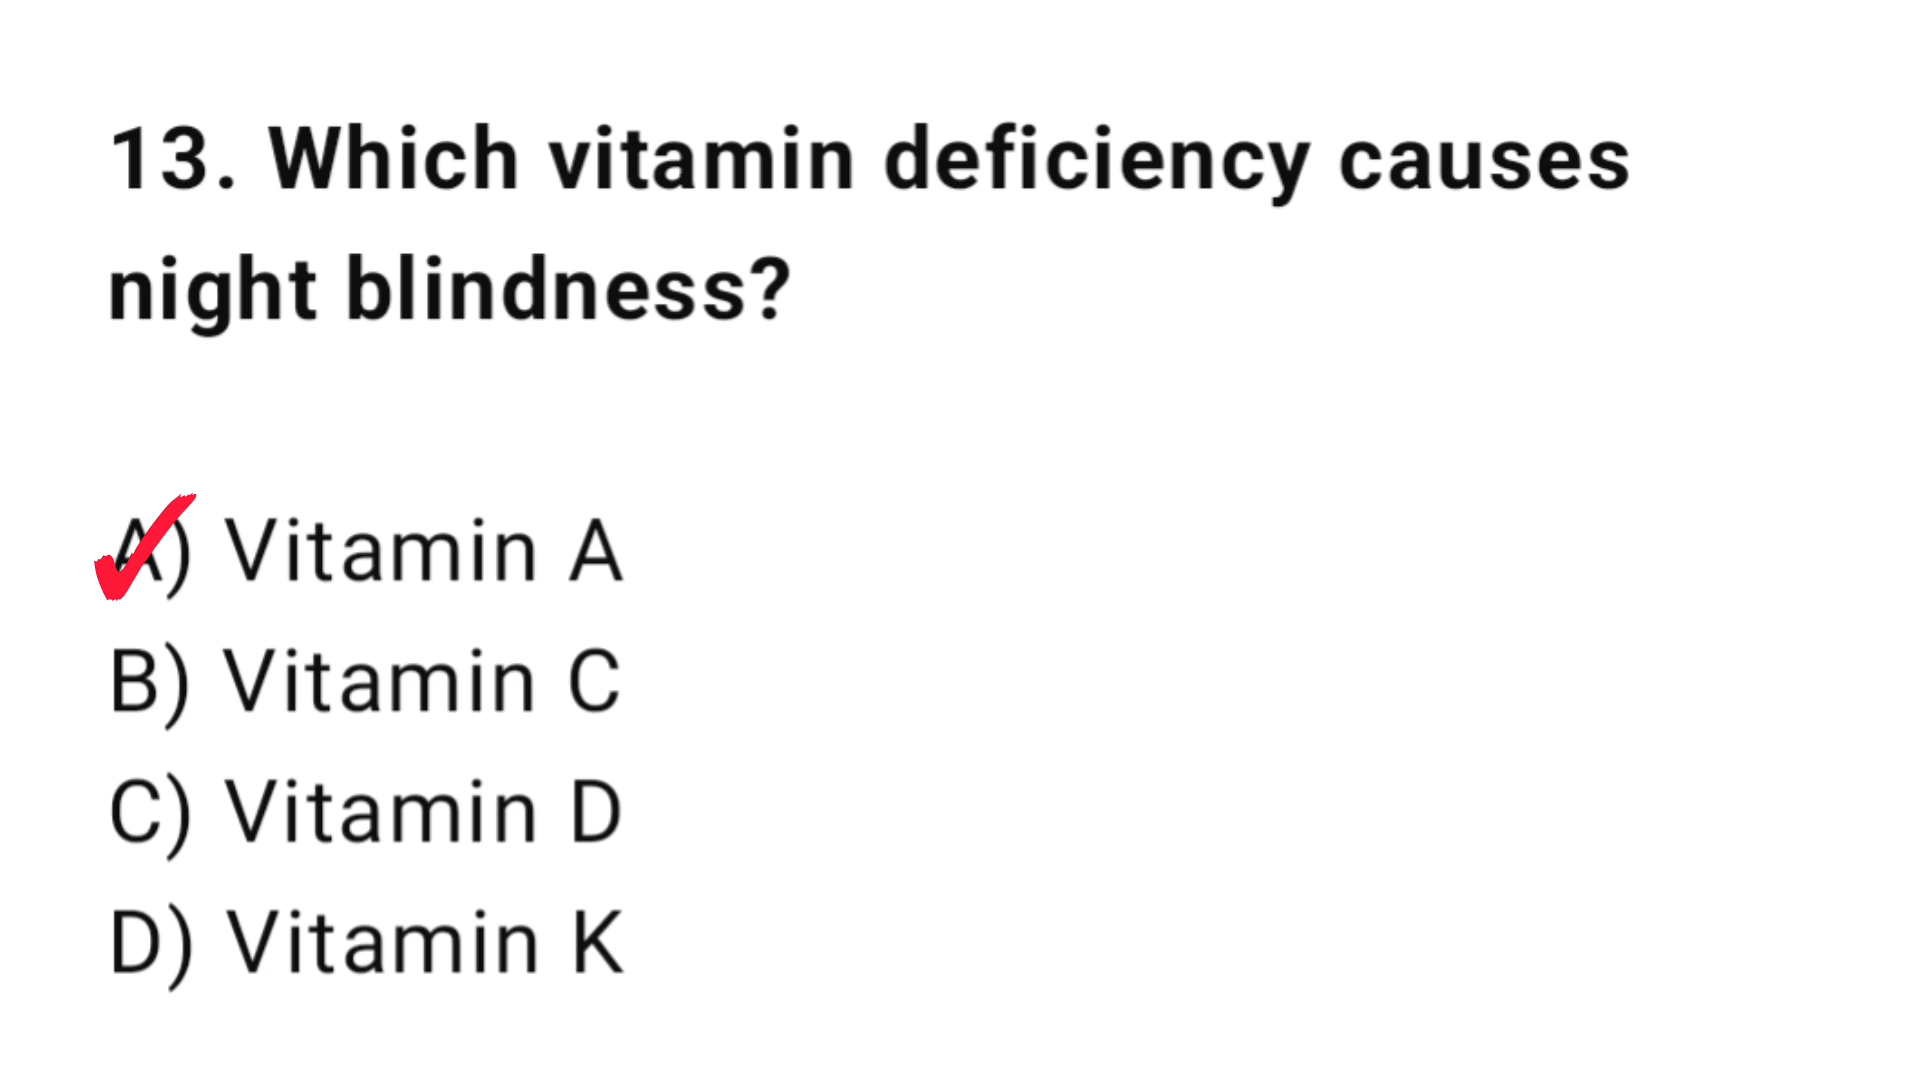 13. Which vitamin deficiency causes
night blindness?
A) Vitamin A
B) Vitamin C
C) Vitamin D
D) Vitamin K